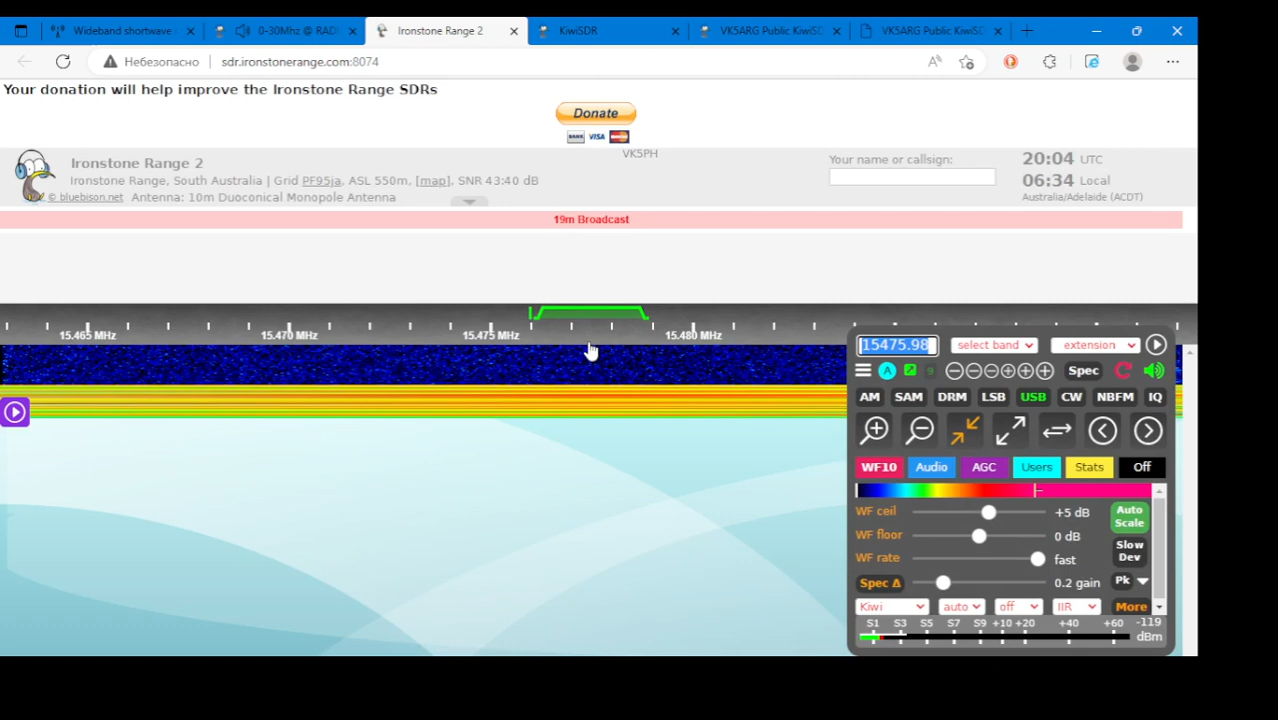 Wideband shortwave
0-30Mhz @ RADI
Ironstone Range 2
KiwiSDR
VK5ARG Public KiwiSD
VK5ARG Public KiwiSD
Небезопасно
sdr.ironstonerange.com:8074
Your donation will help improve the Ironstone Range SDRs
Donate
BANK VISA
VK5PH
Ironstone Range 2
Ironstone Range, South Australia | Grid PF95ja, ASL 550m, [map], SNR 43:40 dB
© bluebison.net Antenna: 10m Duoconical Monopole Antenna
Your name or callsign:
20:04 UTC
06:34 Local
Australia/Adelaide (ACDT)
19m Broadcast
15.465 MHz 15.470 MHz 15.475 MHz 15.480 MHz
15475.98 select band extension
A 9 Spec
AM SAM DRM LSB USB CW NBFM IQ
WF10 Audio AGC Users Stats Off
WF ceil +5 dB Auto Scale
WF floor 0 dB Slow Dev
WF rate fast
Spec Δ 0.2 gain Pk
Kiwi auto off IIR More
S1 S3 S5 S7 S9 +10 +20 +40 +60 -119
dBm